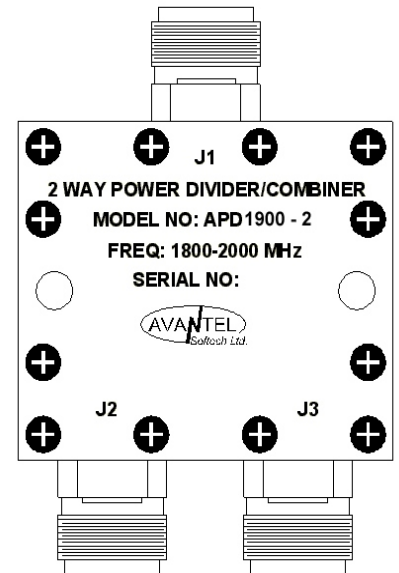 J1
2 WAY POWER DIVIDER/COMBINER
MODEL NO: APD1900 - 2
FREQ: 1800-2000 MHz
SERIAL NO:
AVANTEL
Softech Ltd.
J2 J3